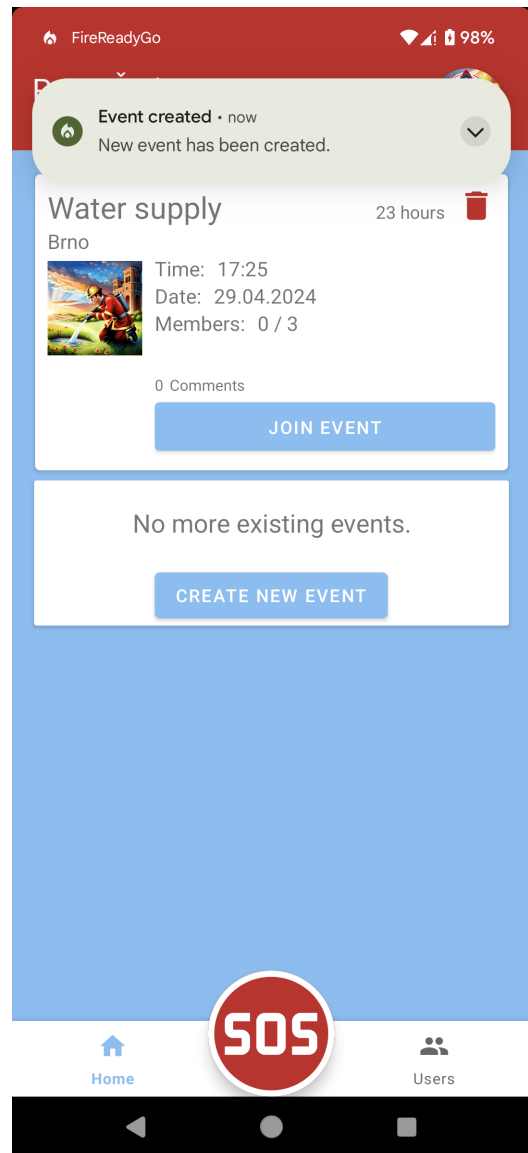 FireReadyGo
98%
Event created • now
New event has been created.
Water supply
23 hours
Brno
Time: 17:25
Date: 29.04.2024
Members: 0 / 3
0 Comments
JOIN EVENT
No more existing events.
CREATE NEW EVENT
SOS
Home
Users